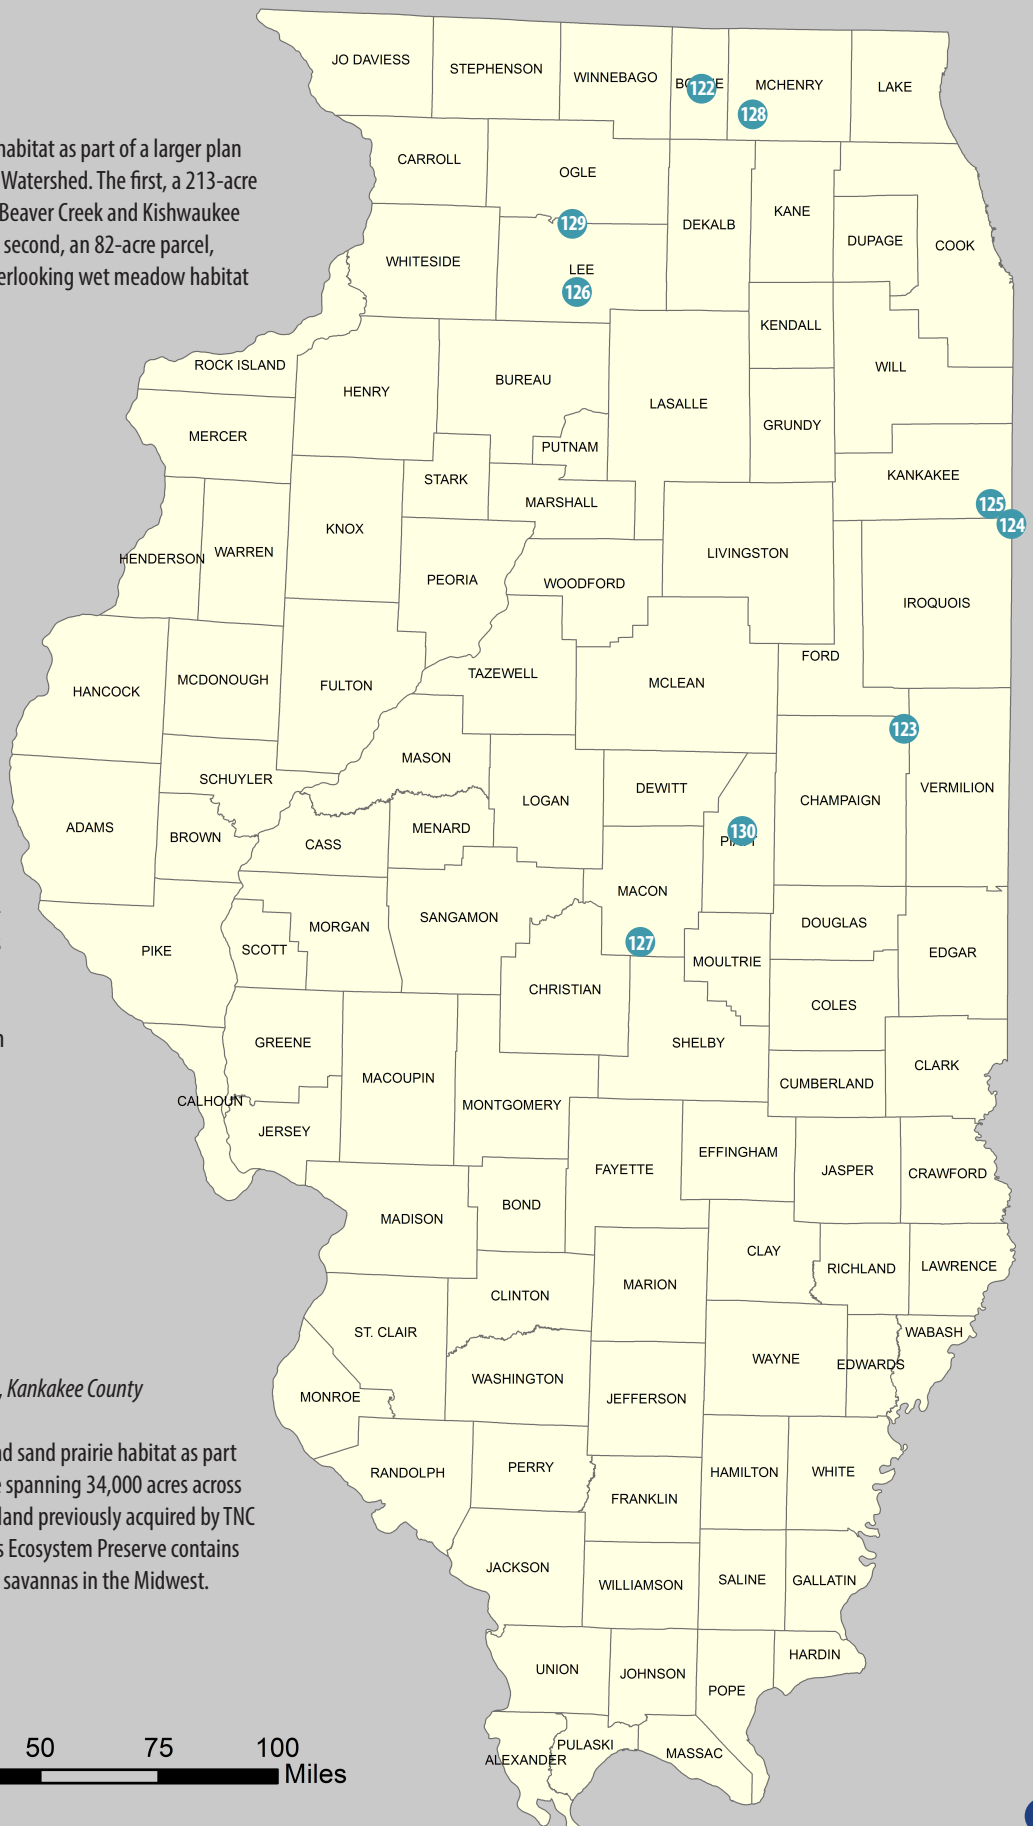 habitat as part of a larger plan
Watershed. The first, a 213-acre
Beaver Creek and Kishwaukee
second, an 82-acre parcel,
erlooking wet meadow habitat
n
, Kankakee County
nd sand prairie habitat as part
e spanning 34,000 acres across
land previously acquired by TNC
s Ecosystem Preserve contains
savannas in the Midwest.
50 75 100
Miles
JO DAVIESS
STEPHENSON
WINNEBAGO
122
MCHENRY
LAKE
128
CARROLL
OGLE
DEKALB
KANE
DUPAGE
COOK
129
WHITESIDE
LEE
126
KENDALL
WILL
ROCK ISLAND
HENRY
BUREAU
LASALLE
GRUNDY
MERCER
PUTNAM
STARK
MARSHALL
KANKAKEE
125
124
KNOX
HENDERSON
WARREN
PEORIA
WOODFORD
LIVINGSTON
IROQUOIS
FORD
HANCOCK
MCDONOUGH
FULTON
TAZEWELL
MCLEAN
123
SCHUYLER
MASON
LOGAN
DEWITT
CHAMPAIGN
VERMILION
ADAMS
BROWN
CASS
MENARD
130
MACON
PIKE
SCOTT
MORGAN
SANGAMON
127
DOUGLAS
EDGAR
MOULTRIE
CHRISTIAN
COLES
GREENE
MACOUPIN
SHELBY
CLARK
CUMBERLAND
CALHOUN
JERSEY
MONTGOMERY
FAYETTE
EFFINGHAM
JASPER
CRAWFORD
MADISON
BOND
CLAY
RICHLAND
LAWRENCE
CLINTON
MARION
ST. CLAIR
WAYNE
EDWARDS
WABASH
MONROE
WASHINGTON
JEFFERSON
RANDOLPH
PERRY
HAMILTON
WHITE
FRANKLIN
JACKSON
WILLIAMSON
SALINE
GALLATIN
UNION
JOHNSON
POPE
HARDIN
ALEXANDER
PULASKI
MASSAC